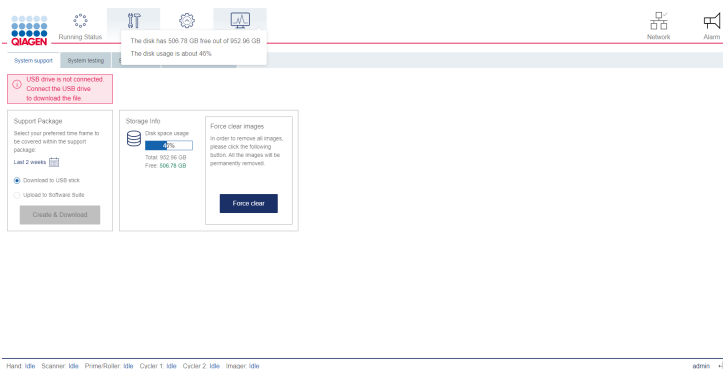 QIAGEN
Running Status
Network
Alarm
The disk has 506.78 GB free out of 952.96 GB
The disk usage is about 46%
System support
System testing
USB drive is not connected.
Connect the USB drive
to download the file
Support Package
Select your preferred time frame to
be covered within the support
package:
Last 2 weeks
Download to USB stick
Upload to Software Suite
Create & Download
Storage Info
Disk space usage
46%
Total: 952.96 GB
Free: 506.78 GB
Force clear images
In order to remove all images,
please click the following
button. All the images will be
permanently removed.
Force clear
Hand: Idle Scanner: Idle Prime/Roller: Idle Cycler 1: Idle Cycler 2: Idle Imager: Idle
admin